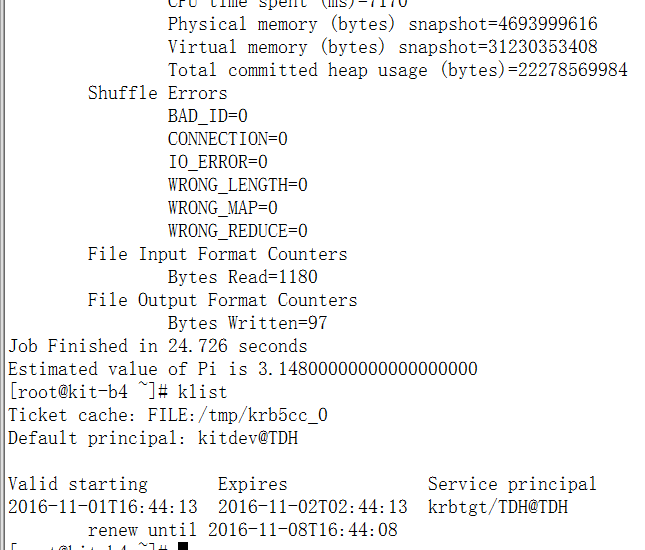 CPU time spent (ms)=7170
Physical memory (bytes) snapshot=4693999616
Virtual memory (bytes) snapshot=31230353408
Total committed heap usage (bytes)=22278569984
Shuffle Errors
BAD_ID=0
CONNECTION=0
IO_ERROR=0
WRONG_LENGTH=0
WRONG_MAP=0
WRONG_REDUCE=0
File Input Format Counters
Bytes Read=1180
File Output Format Counters
Bytes Written=97
Job Finished in 24.726 seconds
Estimated value of Pi is 3.14800000000000000000
[root@kit-b4 ~]# klist
Ticket cache: FILE:/tmp/krb5cc_0
Default principal: kitdev@TDH
Valid starting Expires Service principal
2016-11-01T16:44:13 2016-11-02T02:44:13 krbtgt/TDH@TDH
renew until 2016-11-08T16:44:08
[root@kit-b4 ~]#